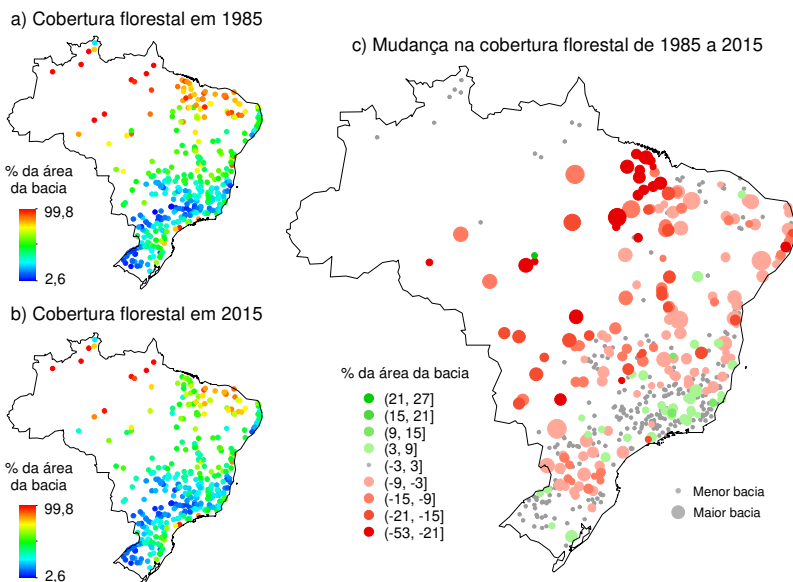 a) Cobertura florestal em 1985
% da área
da bacia
99,8
2,6
b) Cobertura florestal em 2015
% da área
da bacia
99,8
2,6
c) Mudança na cobertura florestal de 1985 a 2015
% da área da bacia
(21, 27]
(15, 21]
(9, 15]
(3, 9]
(-3, 3]
(-9, -3]
(-15, -9]
(-21, -15]
(-53, -21]
Menor bacia
Maior bacia